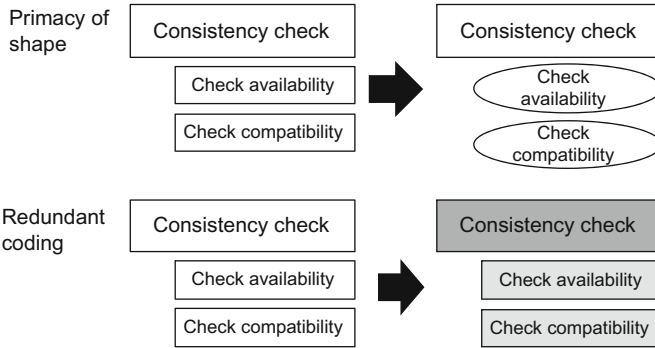 Primacy of
shape
Consistency check
Check availability
Check compatibility
Consistency check
Check
availability
Check
compatibility
Redundant
coding
Consistency check
Check availability
Check compatibility
Consistency check
Check availability
Check compatibility